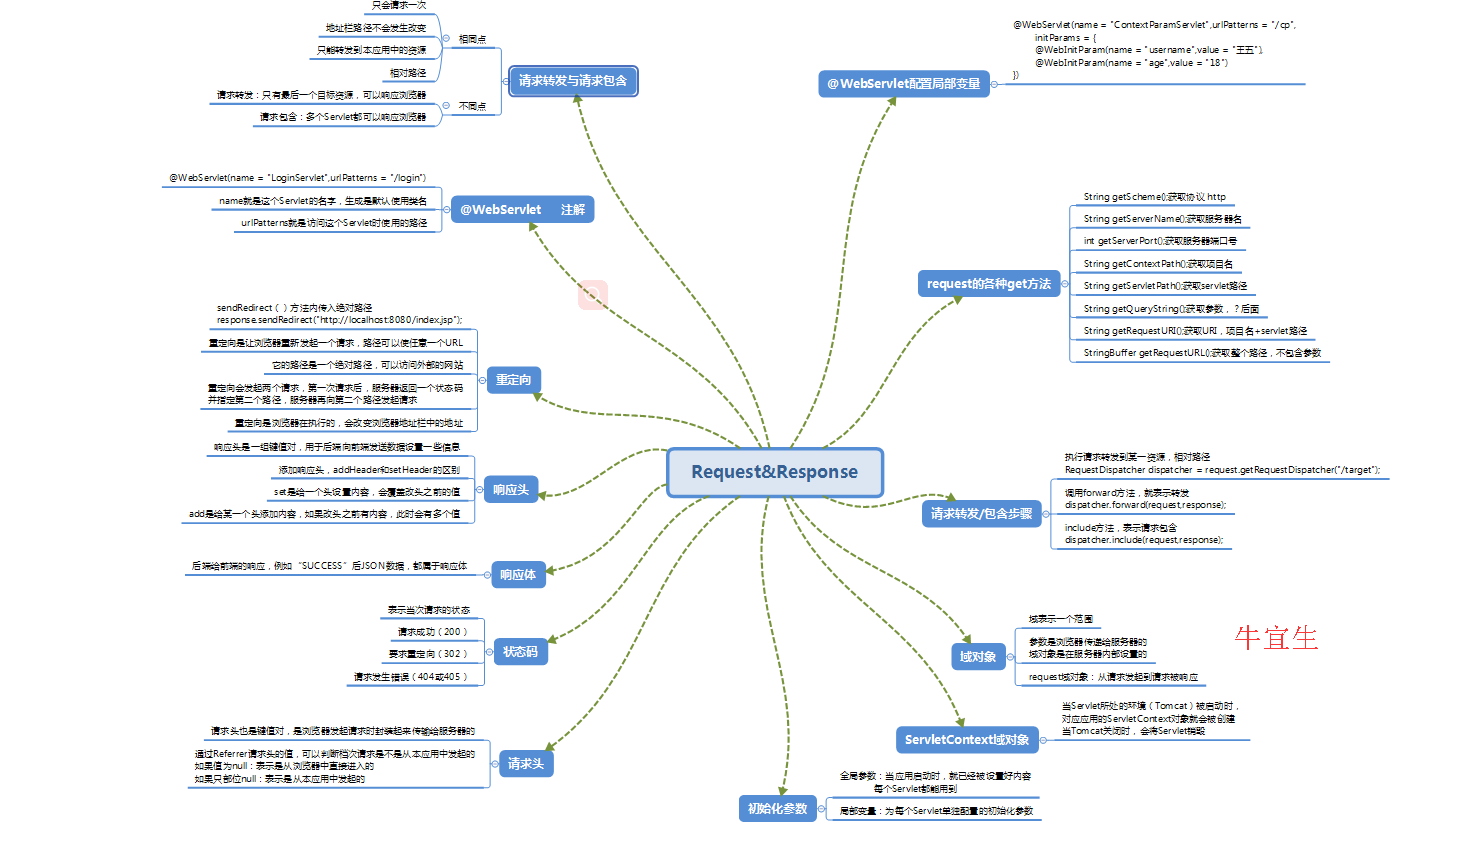 只会请求一次
地址栏路径不会发生改变
只能转发到本应用中的资源
相对路径
相同点
请求转发：只有最后一个目标资源，可以响应浏览器
请求包含：多个Servlet都可以响应浏览器
不同点
请求转发与请求包含
@WebServlet(name = "LoginServlet",urlPatterns = "/login")
name就是这个Servlet的名字，生成是默认使用类名
urlPatterns就是访问这个Servlet时使用的路径
@WebServlet 注解
sendRedirect（）方法内传入绝对路径
response.sendRedirect("http://localhost:8080/index.jsp");
重定向是让浏览器重新发起一个请求，路径可以使任意一个URL
它的路径是一个绝对路径，可以访问外部的网站
重定向会发起两个请求，第一次请求后，服务器返回一个状态码
并指定第二个路径，服务器再向第二个路径发起请求
重定向是浏览器在执行的，会改变浏览器地址栏中的地址
重定向
响应头是一组键值对，用于后端向前端发送数据设置一些信息
添加响应头，addHeader和setHeader的区别
set是给一个头设置内容，会覆盖改头之前的值
add是给某一个头添加内容，如果改头之前有内容，此时会有多个值
响应头
后端给前端的响应，例如“SUCCESS”后JSON数据，都属于响应体
响应体
表示当次请求的状态
请求成功（200）
要求重定向（302）
请求发生错误（404或405）
状态码
请求头也是键值对，是浏览器发起请求时封装起来传输给服务器的
通过Referrer请求头的值，可以判断档次请求是不是从本应用中发起的
如果值为null：表示是从浏览器中直接进入的
如果只部位null：表示是从本应用中发起的
请求头
Request&Response
@WebServlet配置局部变量
@WebServlet(name = "ContextParamServlet",urlPatterns = "/cp",
initParams = {
@WebInitParam(name = "username",value = "王五"),
@WebInitParam(name = "age",value = "18")
})
request的各种get方法
String getScheme();获取协议 http
String getServerName();获取服务器名
int getServerPort();获取服务器端口号
String getContextPath();获取项目名
String getServletPath();获取servlet路径
String getQueryString();获取参数，？后面
String getRequestURI();获取URI，项目名+servlet路径
StringBuffer getRequestURL();获取整个路径，不包含参数
请求转发/包含步骤
执行请求转发到某一资源，相对路径
RequestDispatcher dispatcher = request.getRequestDispatcher("/target");
调用forward方法，就表示转发
dispatcher.forward(request,response);
include方法，表示请求包含
dispatcher.include(request,response);
域对象
域表示一个范围
参数是浏览器传递给服务器的
域对象是在服务器内部设置的
request域对象：从请求发起到请求被响应
牛宜生
ServletContext域对象
当Servlet所处的环境（Tomcat）被启动时，
对应应用的ServletContext对象就会被创建
当Tomcat关闭时，会将Servlet销毁
初始化参数
全局参数：当应用启动时，就已经被设置好内容
每个Servlet都能用到
局部变量：为每个Servlet单独配置的初始化参数